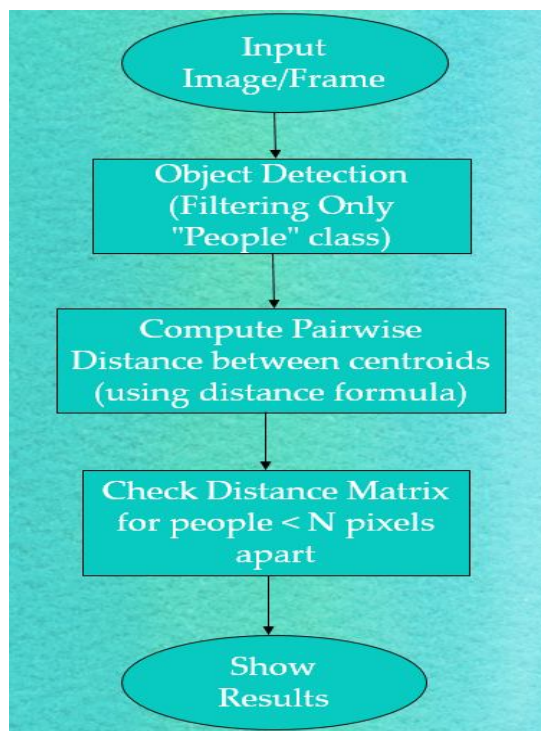 Input
Image/Frame
Object Detection
(Filtering Only
"People" class)
Compute Pairwise
Distance between centroids
(using distance formula)
Check Distance Matrix
for people < N pixels
apart
Show
Results